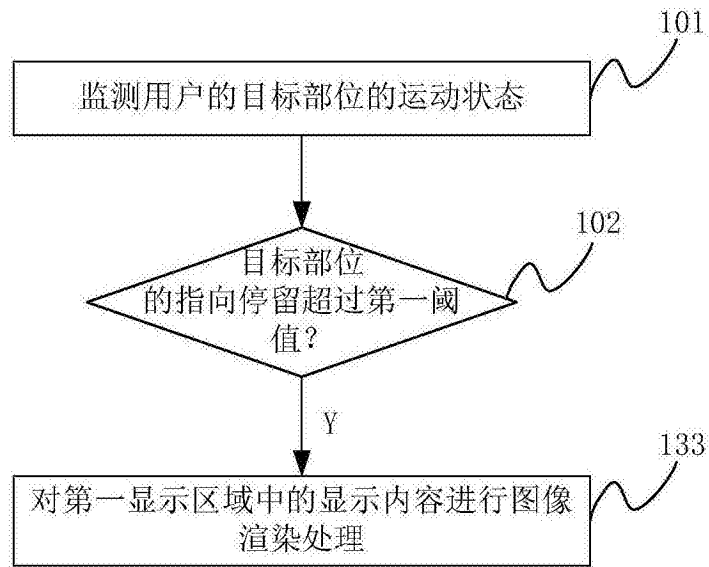 101
监测用户的目标部位的运动状态
102
目标部位
的指向停留超过第一阈
值？
Y
133
对第一显示区域中的显示内容进行图像
渲染处理